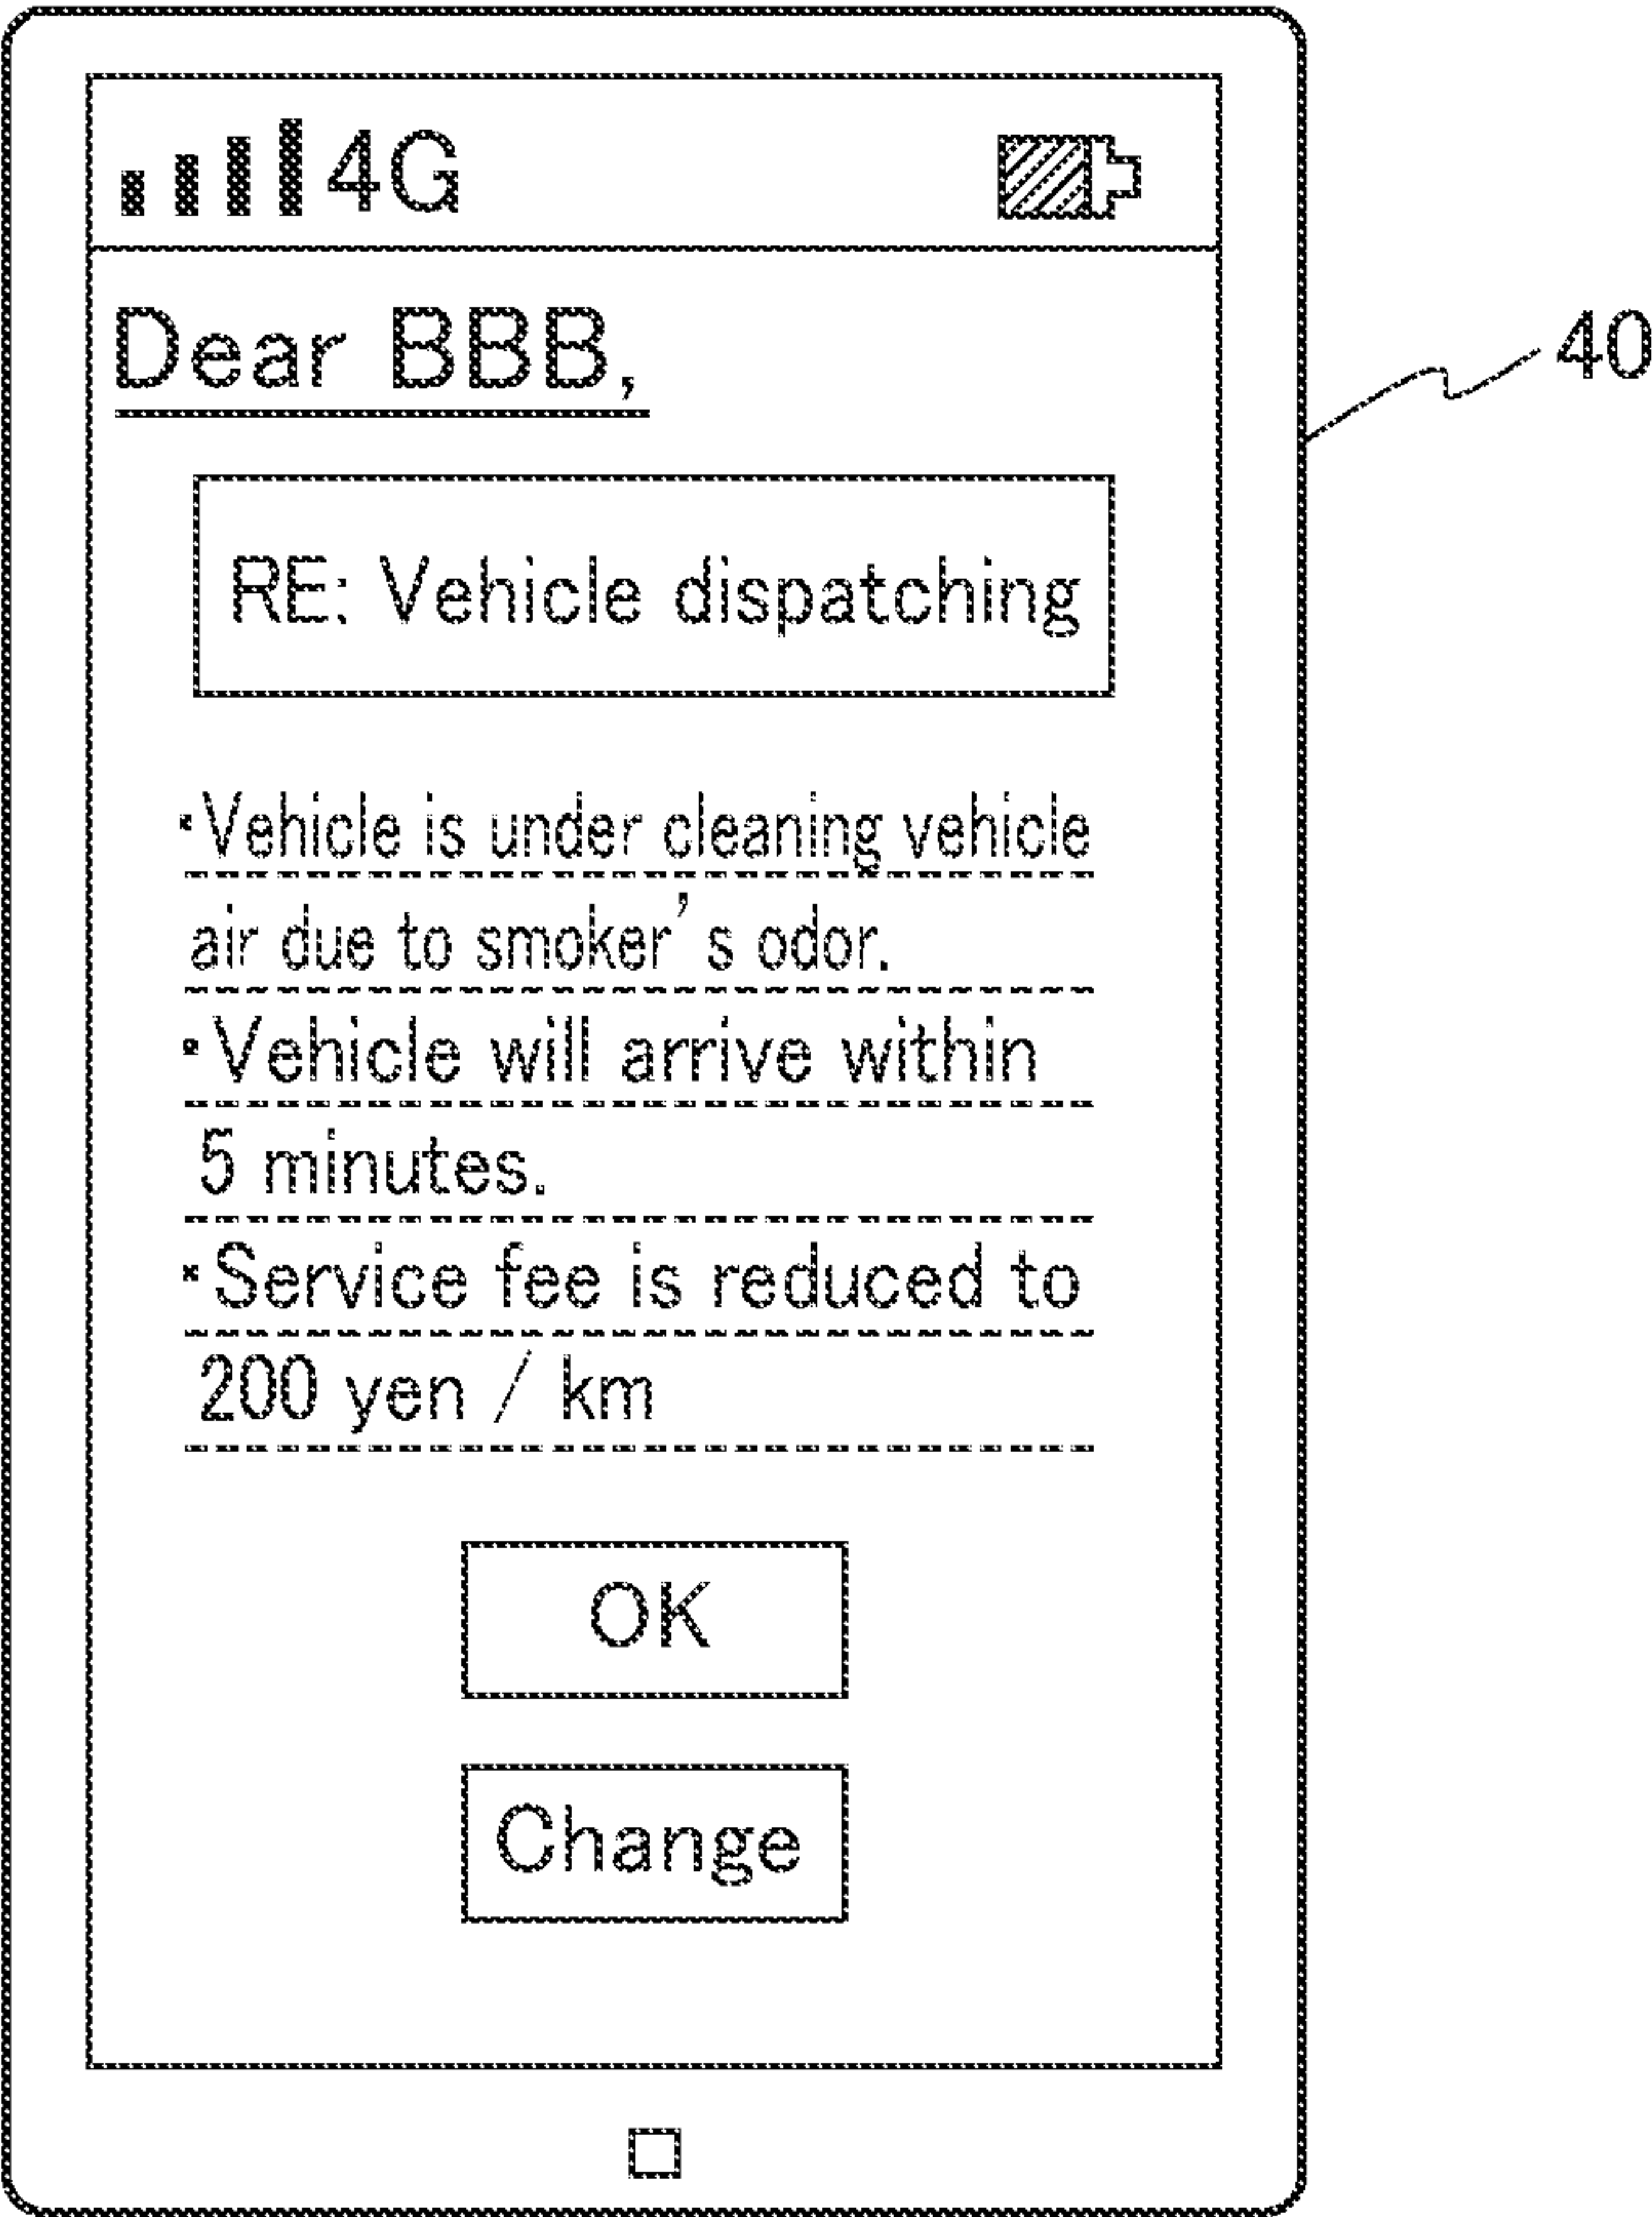 4G
Dear BBB,
40
RE: Vehicle dispatching
・Vehicle is under cleaning vehicle
air due to smoker's odor.
・Vehicle will arrive within
5 minutes.
・Service fee is reduced to
200 yen / km
OK
Change